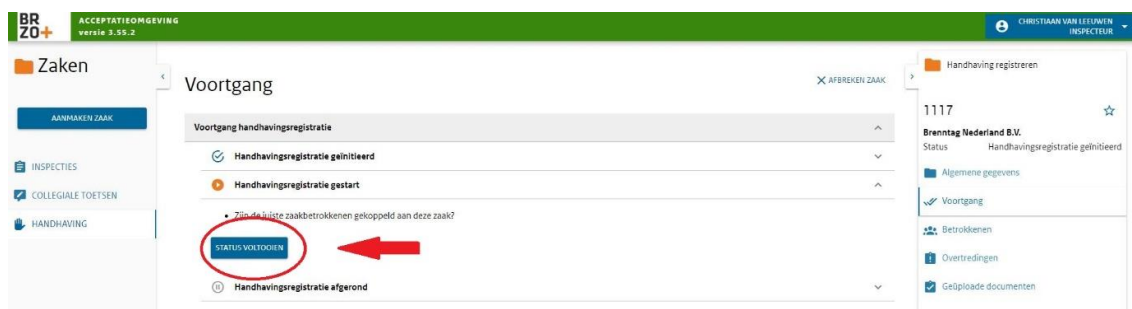 BR
ZO+
ACCEPTATIEOMGEVING
versie 3.55.2
CHRISTIAAN VAN LEEUWEN
INSPECTEUR
Zaken
AANMAKEN ZAAK
INSPECTIES
COLLEGIALE TOETSEN
HANDHAVING
Voortgang
AFBREKEN ZAAK
Voortgang handhavingsregistratie
Handhavingsregistratie geïnitieerd
Handhavingsregistratie gestart
Zijn de juiste zaakbetrokkenen gekoppeld aan deze zaak?
STATUS VOLTOOIEN
Handhavingsregistratie afgerond
Handhaving registreren
1117
Brenntag Nederland B.V.
Status Handhavingsregistratie geïnitieerd
Algemene gegevens
Voortgang
Betrokkenen
Overtredingen
Geüploade documenten